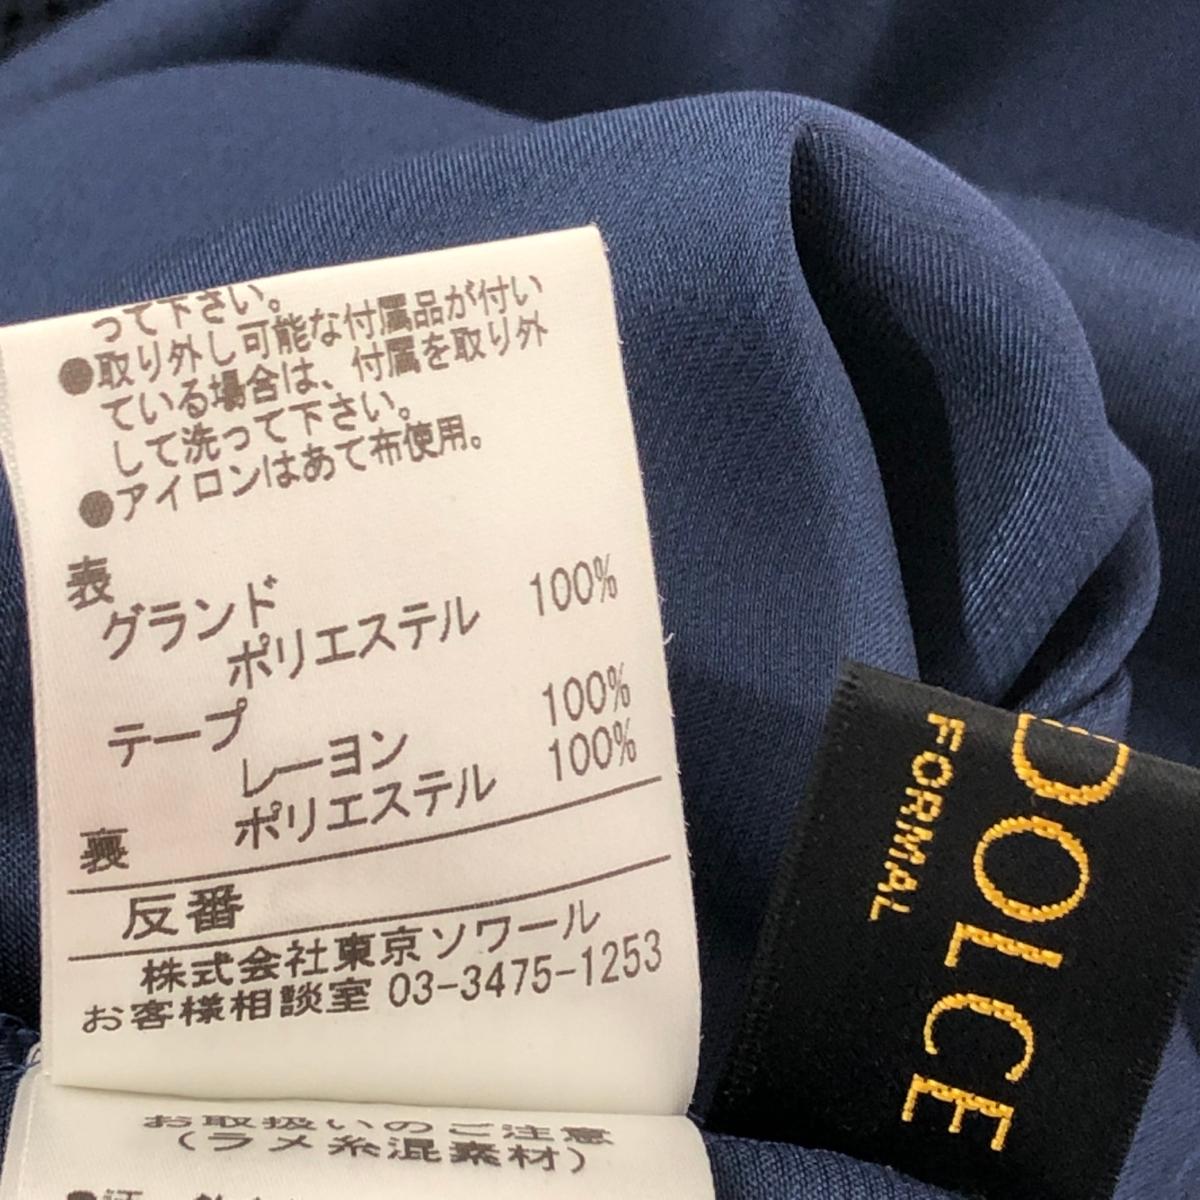 って下さい。
●取り外し可能な付属品が付い
ている場合は、付属を取り外
して洗って下さい。
●アイロンはあて布使用。
表
グランド
ポリエステル 100%
テープ
レーヨン 100%
ポリエステル 100%
裏
反番
株式会社東京ソワール
お客様相談室 03-3475-1253
お取扱いのご注意
(ラメ糸混素材)
DOLCE
FORMAL